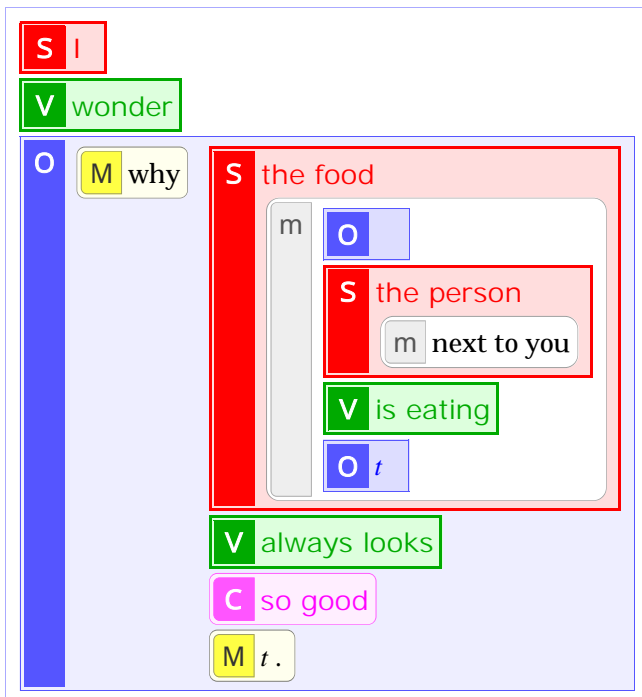 S I
V wonder
O M why S the food
m O
S the person
m next to you
V is eating
O t
V always looks
C so good
M t .